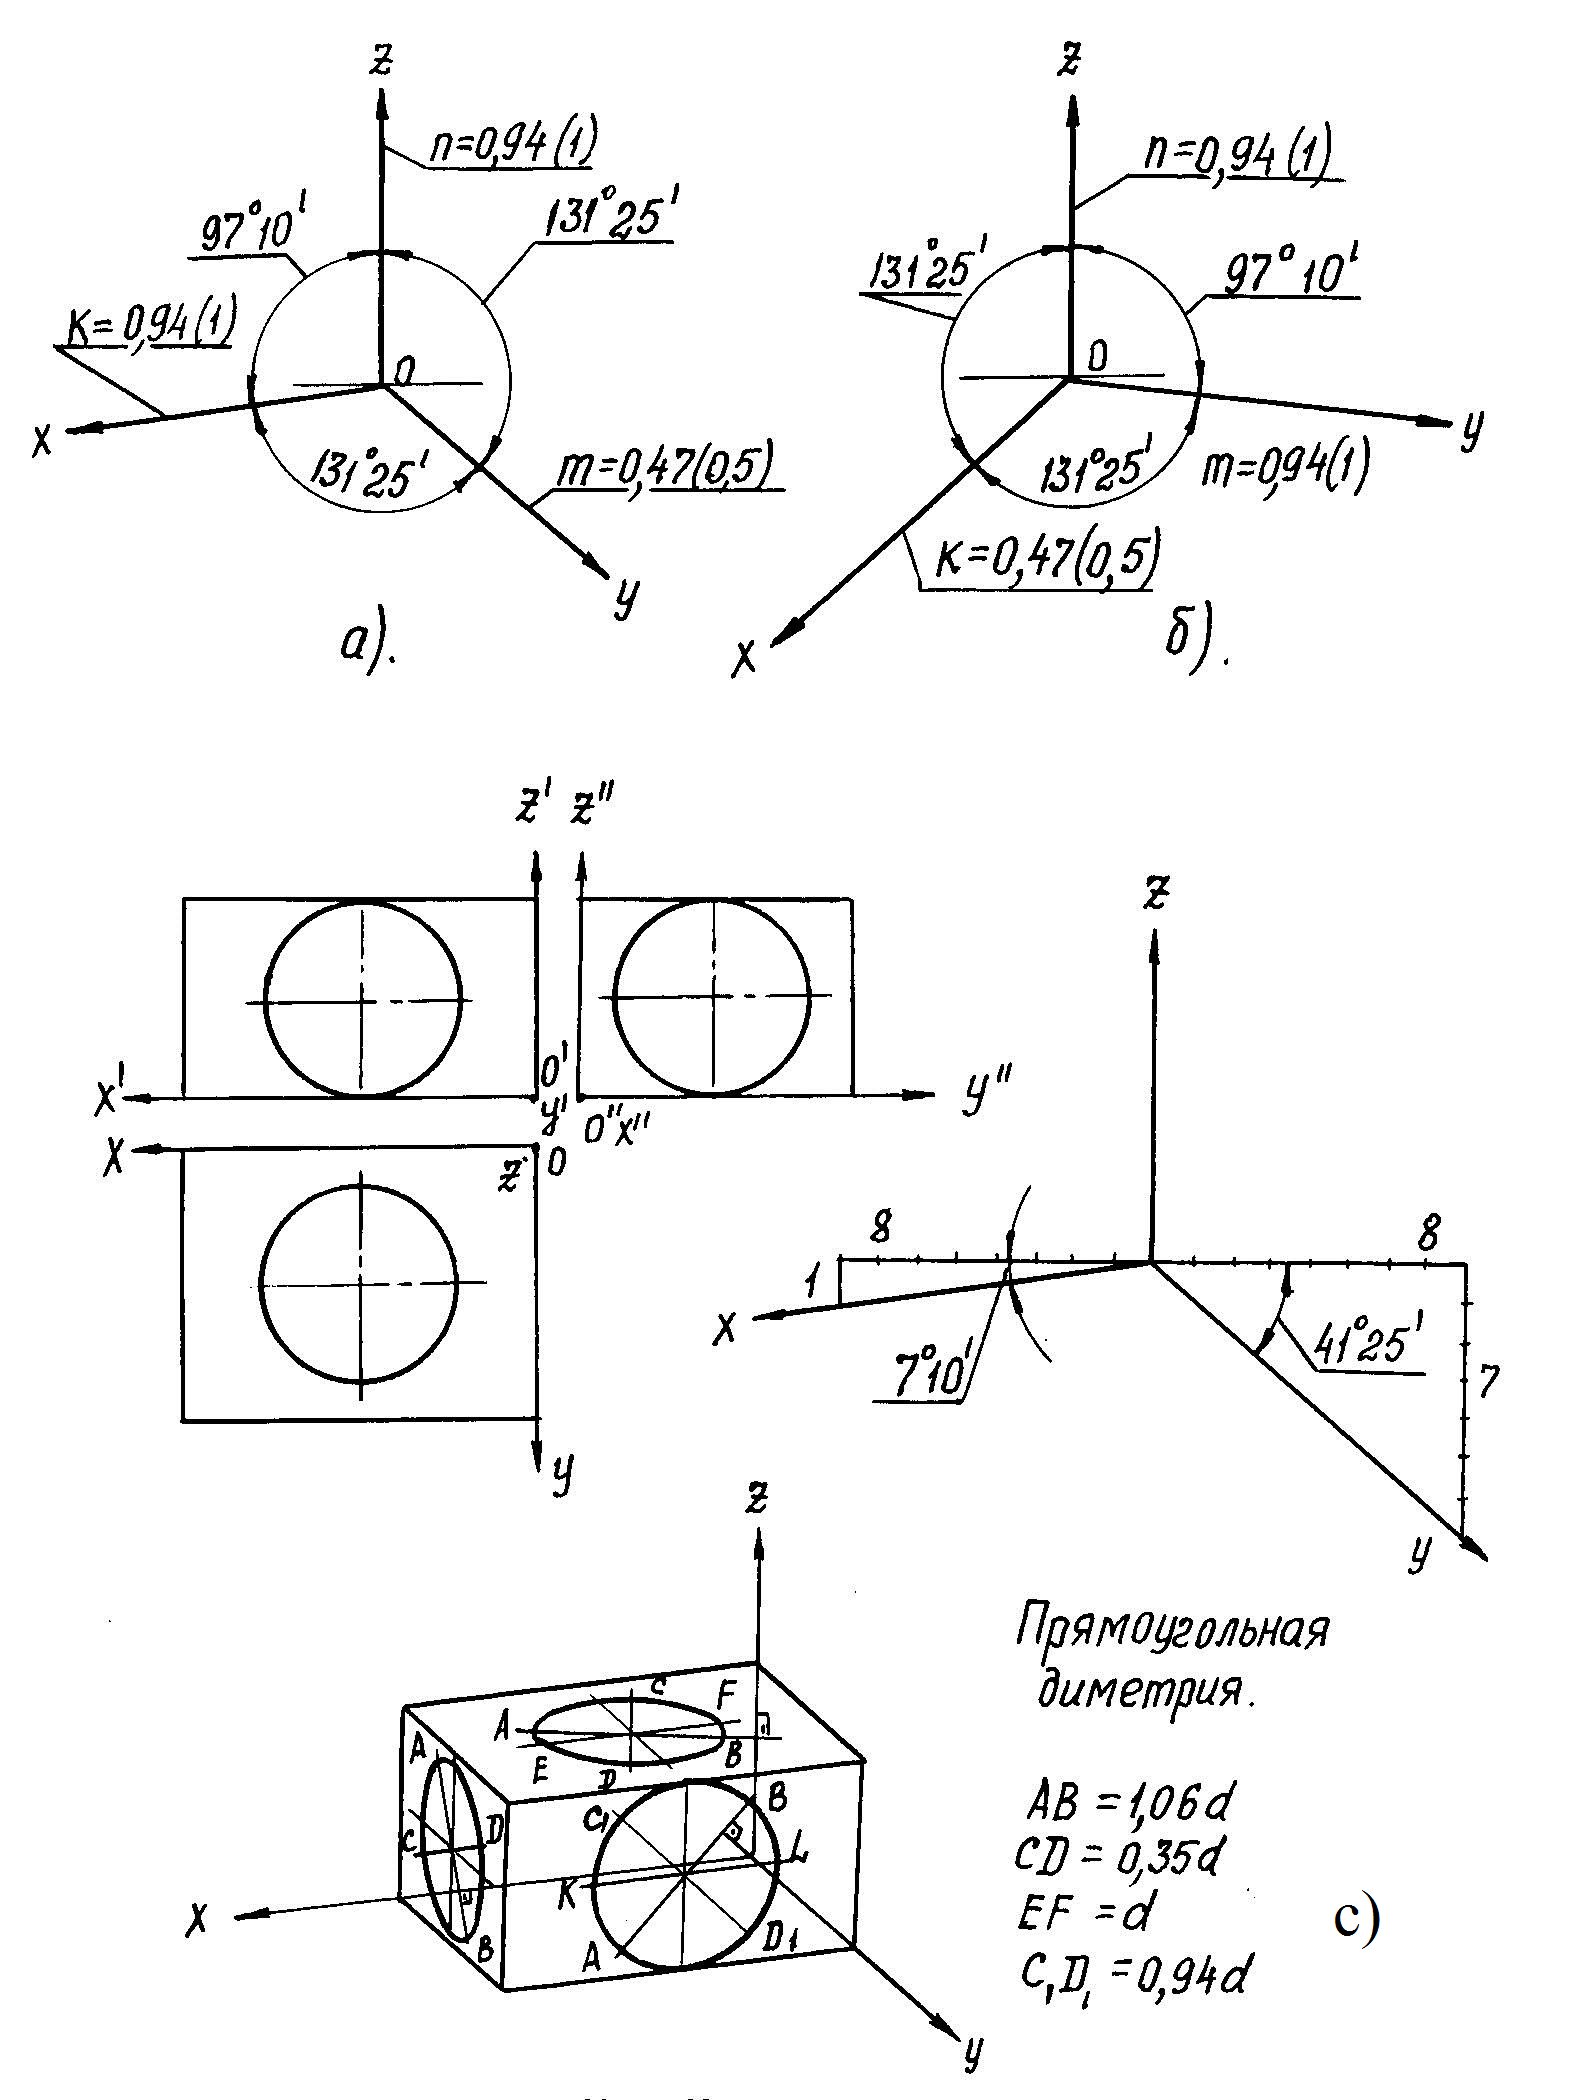 z
n=0,94(1)
97°10'
131°25'
К=0,94(1)
0
x
131°25'
m=0,47(0,5)
y
а).
z
n=0,94(1)
131°25'
97°10'
0
y
131°25'
m=0,94(1)
К=0,47(0,5)
x
б).
z' z"
x' 0' y' 0" x" y"
x z 0
y
z
8 8
1
x
7°10'
41°25'
7
y
z
C F
A
E D B
A
C D
B
C₁ B
K L
A D₁
x
y
Прямоугольная
диметрия.
AB = 1,06d
CD = 0,35d
EF = d
C₁D₁ = 0,94d
c)